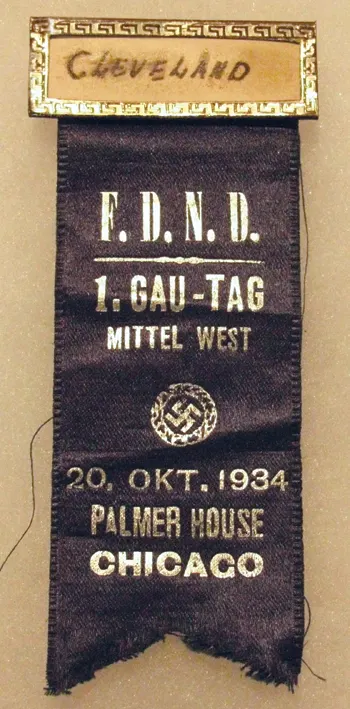 CLEVELAND
F. D. N. D.
1. GAU-TAG
MITTEL WEST
20. OKT. 1934
PALMER HOUSE
CHICAGO